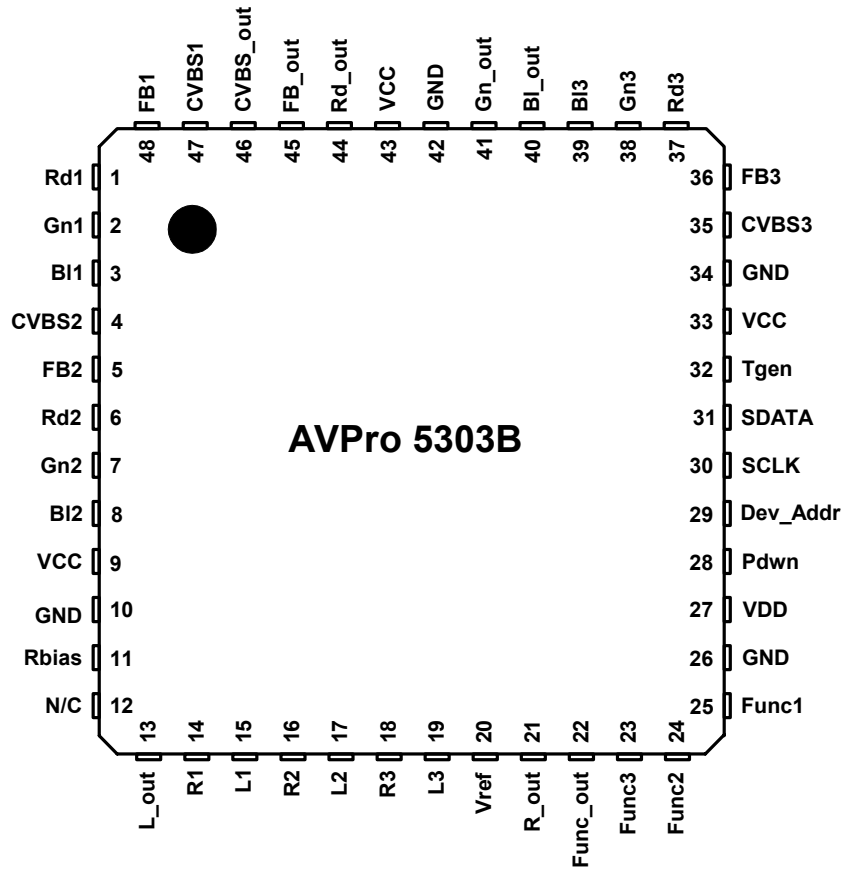 FB1
CVBS1
CVBS_out
FB_out
Rd_out
VCC
GND
Gn_out
Bl_out
Bl3
Gn3
Rd3
48
47
46
45
44
43
42
41
40
39
38
37
Rd1 1
Gn1 2
Bl1 3
CVBS2 4
FB2 5
Rd2 6
Gn2 7
Bl2 8
VCC 9
GND 10
Rbias 11
N/C 12
AVPro 5303B
36 FB3
35 CVBS3
34 GND
33 VCC
32 Tgen
31 SDATA
30 SCLK
29 Dev_Addr
28 Pdwn
27 VDD
26 GND
25 Func1
13
14
15
16
17
18
19
20
21
22
23
24
L_out
R1
L1
R2
L2
R3
L3
Vref
R_out
Func_out
Func3
Func2